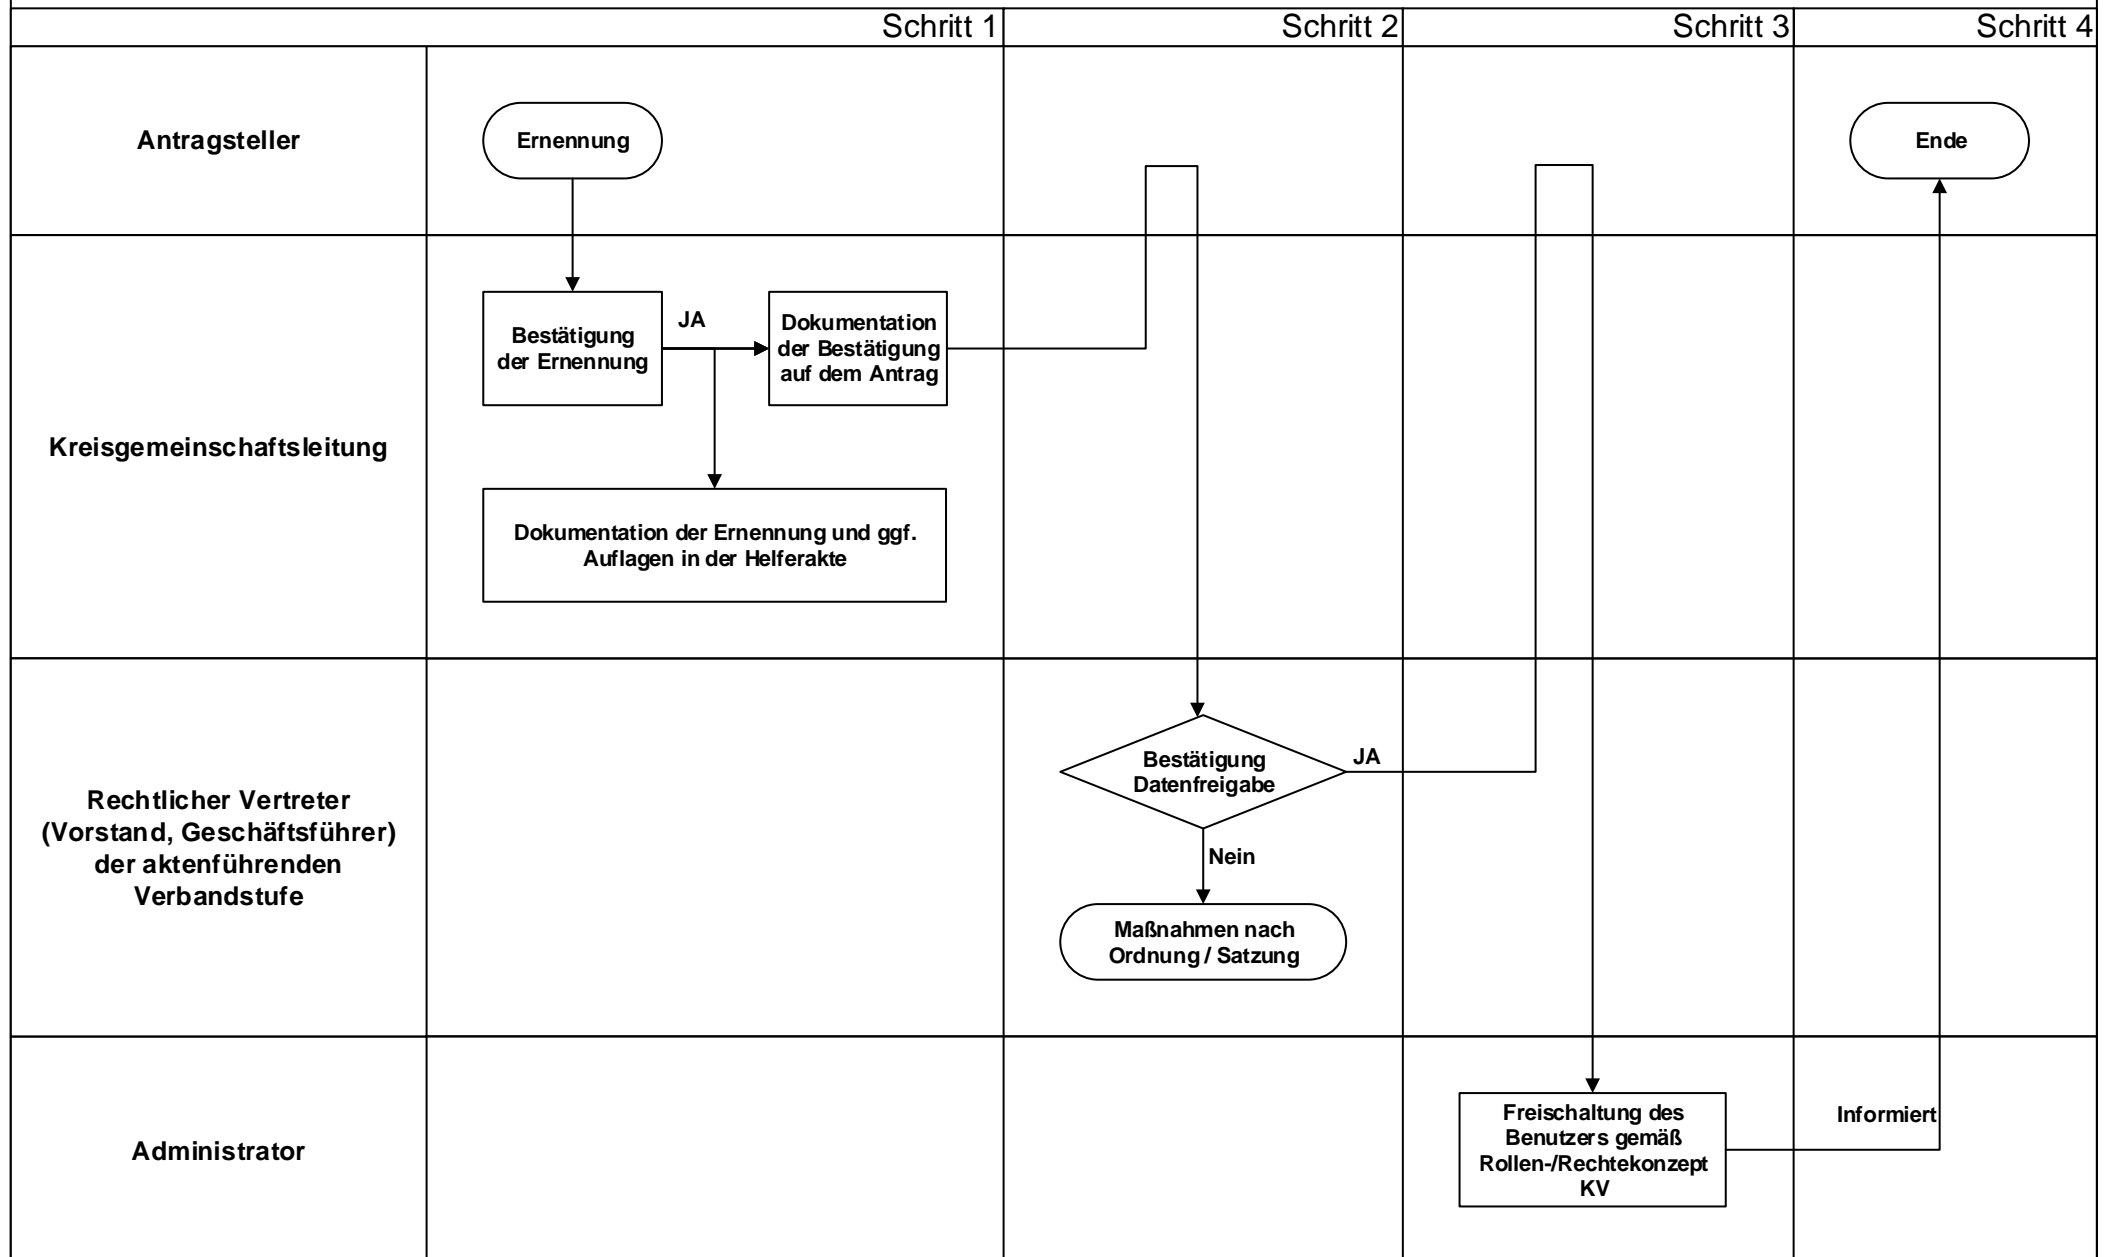 Schritt 1
Schritt 2
Schritt 3
Schritt 4
Antragsteller
Ernennung
Ende
Kreisgemeinschaftsleitung
Bestätigung
der Ernennung
JA
Dokumentation
der Bestätigung
auf dem Antrag
Dokumentation der Ernennung und ggf.
Auflagen in der Helferakte
Rechtlicher Vertreter
(Vorstand, Geschäftsführer)
der aktenführenden
Verbandstufe
Bestätigung
Datenfreigabe
JA
Nein
Maßnahmen nach
Ordnung / Satzung
Administrator
Freischaltung des
Benutzers gemäß
Rollen-/Rechtekonzept
KV
Informiert